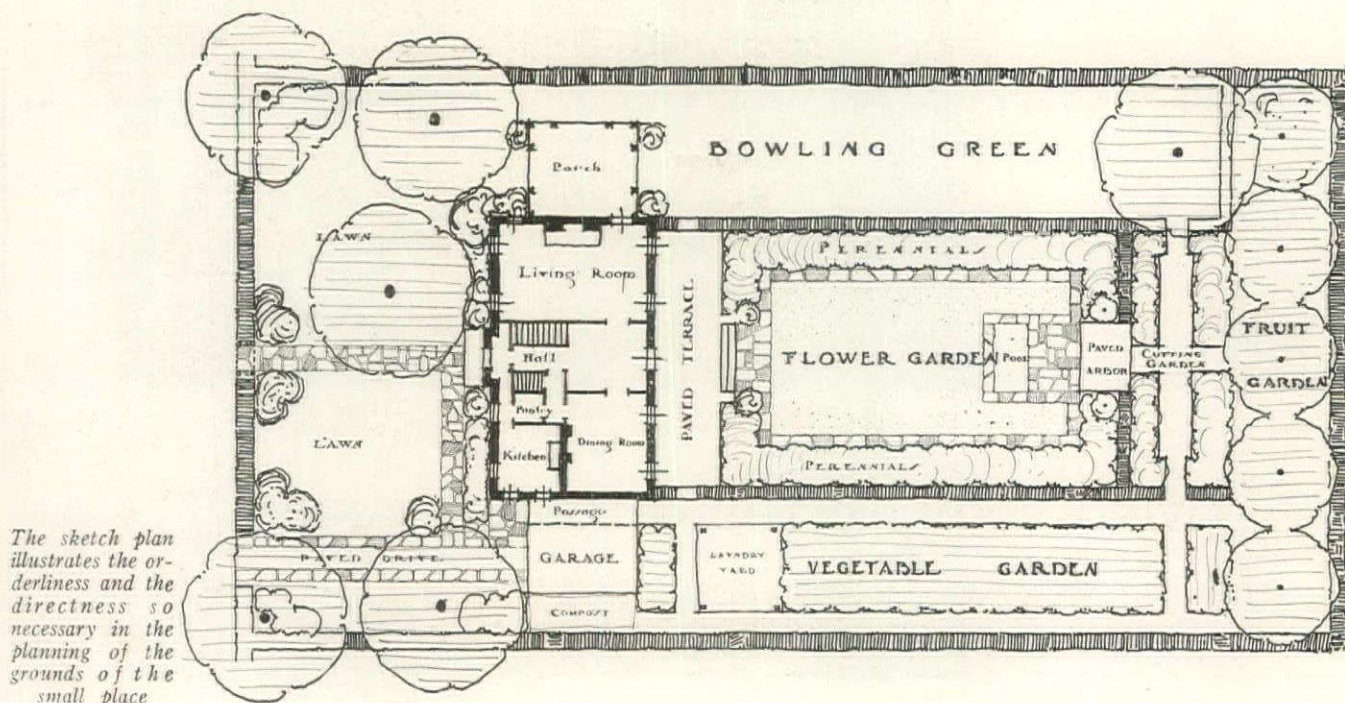 BOWLING GREEN
Porch
LAWN
PERENNIALS
Living Room
PAVED TERRACE
FRUIT
GARDEN
Hall
FLOWER GARDEN
POOL
PAVED
ARBOR
CUTTING
GARDEN
Pantry
LAWN
Dining Room
Kitchen
PERENNIALS
Passage
The sketch plan
illustrates the or-
derliness and the
directness so
necessary in the
planning of the
grounds of the
small place
PAVED DRIVE
GARAGE
LAUNDRY
YARD
VEGETABLE GARDEN
COMPOST